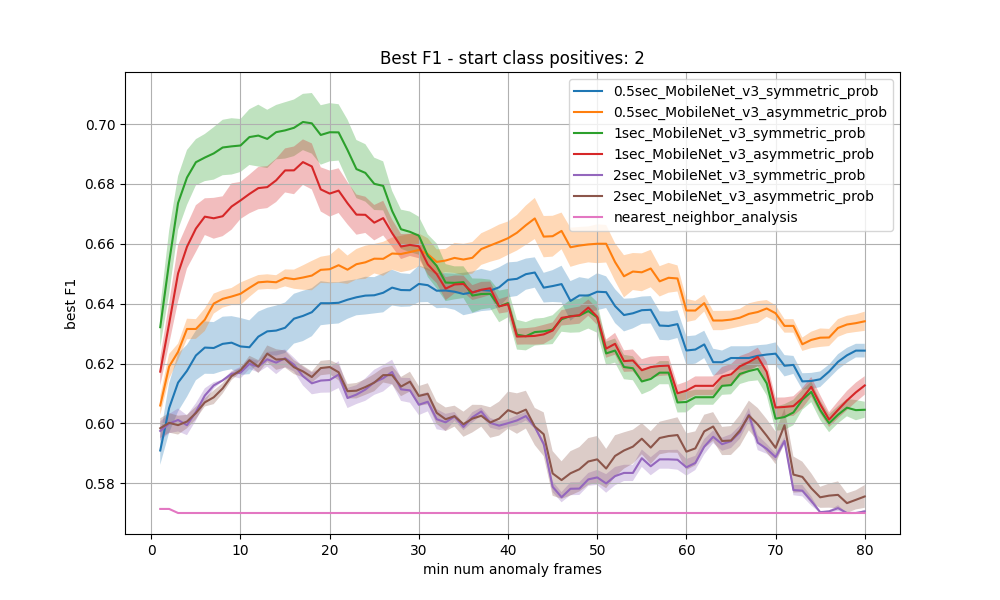 Best F1 - start class positives: 2
0.5sec_MobileNet_v3_symmetric_prob
0.5sec_MobileNet_v3_asymmetric_prob
1sec_MobileNet_v3_symmetric_prob
1sec_MobileNet_v3_asymmetric_prob
2sec_MobileNet_v3_symmetric_prob
2sec_MobileNet_v3_asymmetric_prob
nearest_neighbor_analysis
best F1
0.70
0.68
0.66
0.64
0.62
0.60
0.58
0 10 20 30 40 50 60 70 80
min num anomaly frames